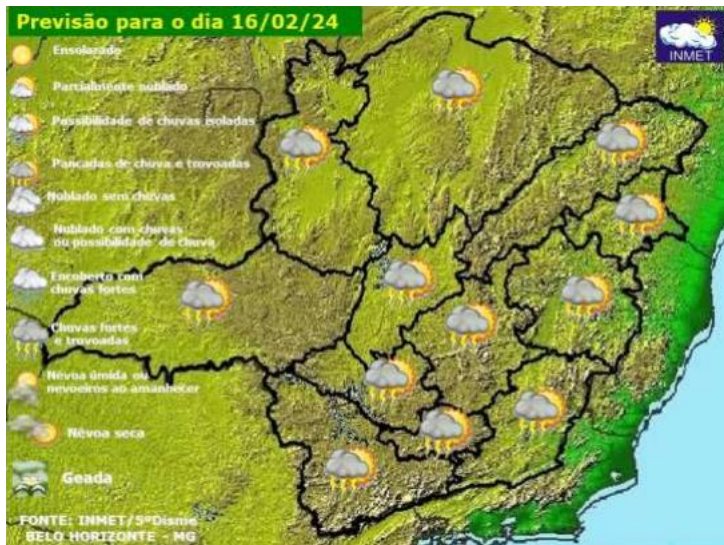 Previsão para o dia 16/02/24
INMET
Ensolarado
Parcialmente nublado
Possibilidade de chuvas isoladas
Pancadas de chuva e trovoadas
Nublado sem chuvas
Nublado com chuvas
ou possibilidade de chuva
Encoberto com
chuvas fortes
Chuvas fortes
e trovoadas
Névoa úmida ou
nevoeiros ao amanhecer
Névoa seca
Geada
FONTE: INMET/5ºDisme
BELO HORIZONTE - MG